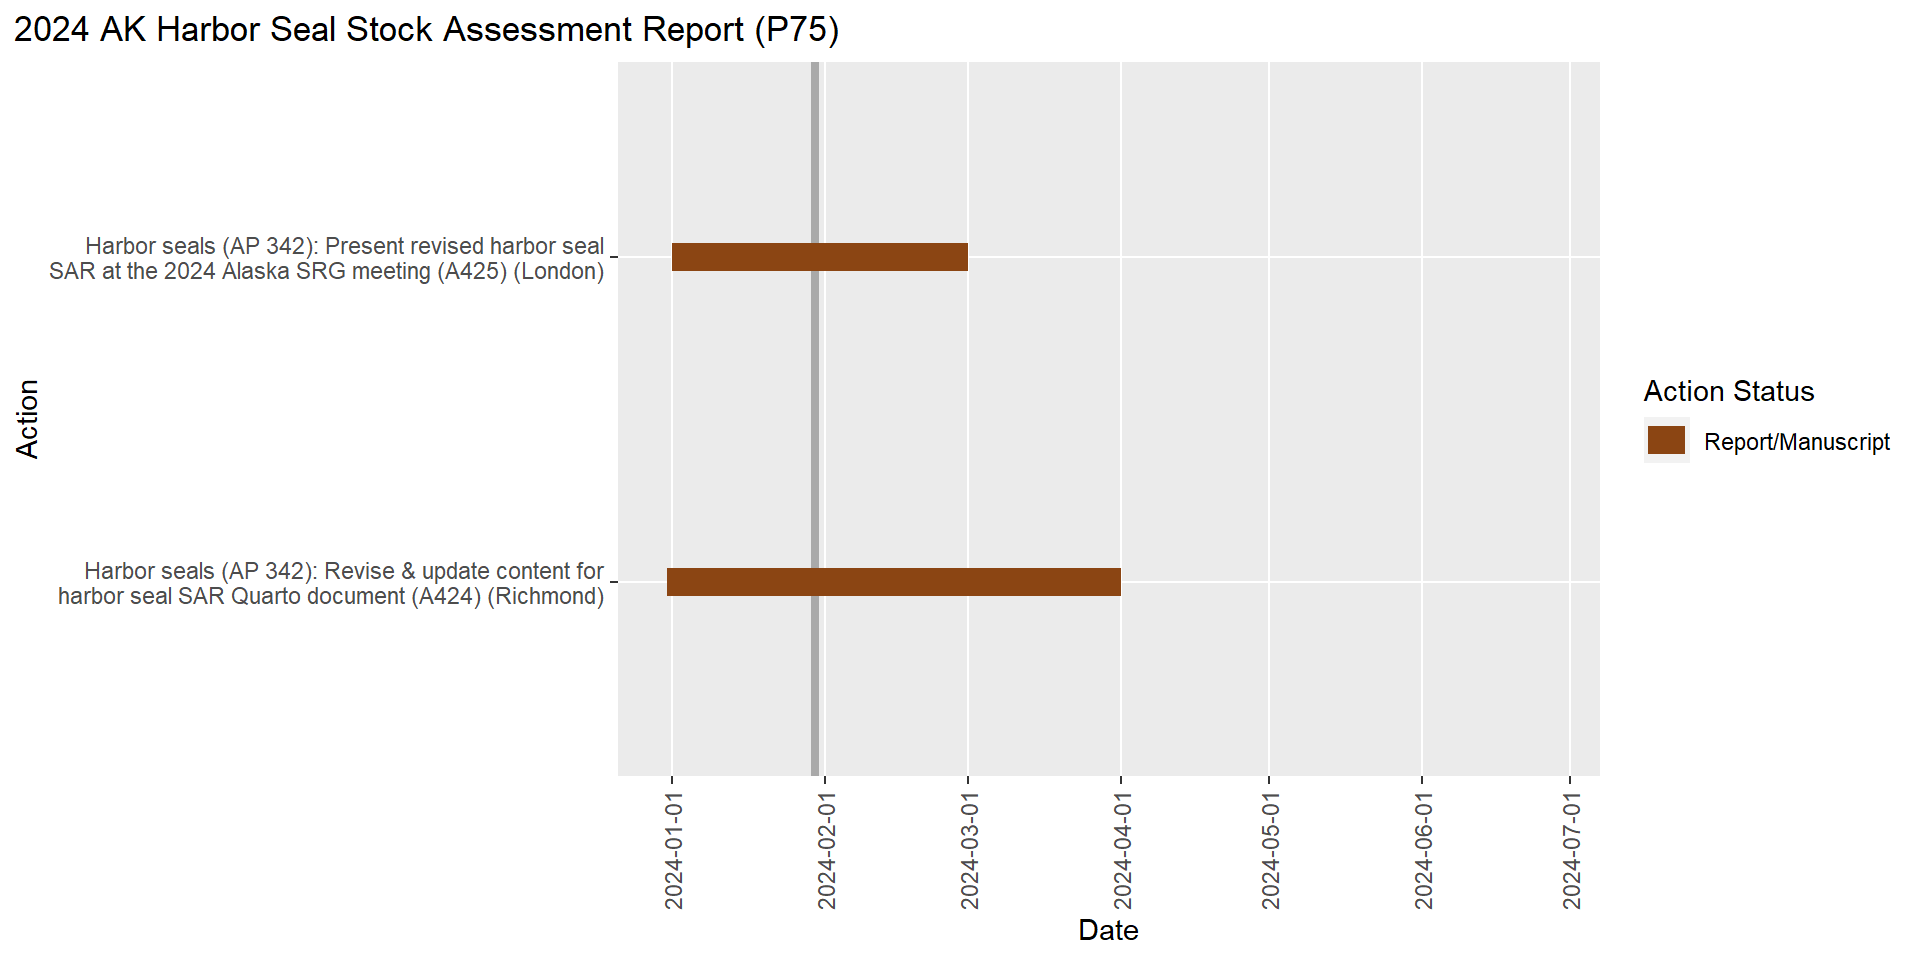 2024 AK Harbor Seal Stock Assessment Report (P75)
Harbor seals (AP 342): Present revised harbor seal
SAR at the 2024 Alaska SRG meeting (A425) (London)
Action
Harbor seals (AP 342): Revise & update content for
harbor seal SAR Quarto document (A424) (Richmond)
Action Status
Report/Manuscript
2024-01-01
2024-02-01
2024-03-01
2024-04-01
2024-05-01
2024-06-01
2024-07-01
Date